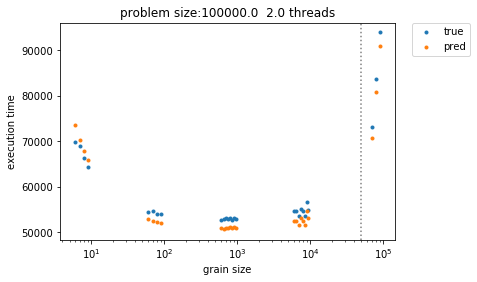 problem size:100000.0  2.0 threads
true
pred
execution time
90000
80000
70000
60000
50000
10¹ 10² 10³ 10⁴ 10⁵
grain size